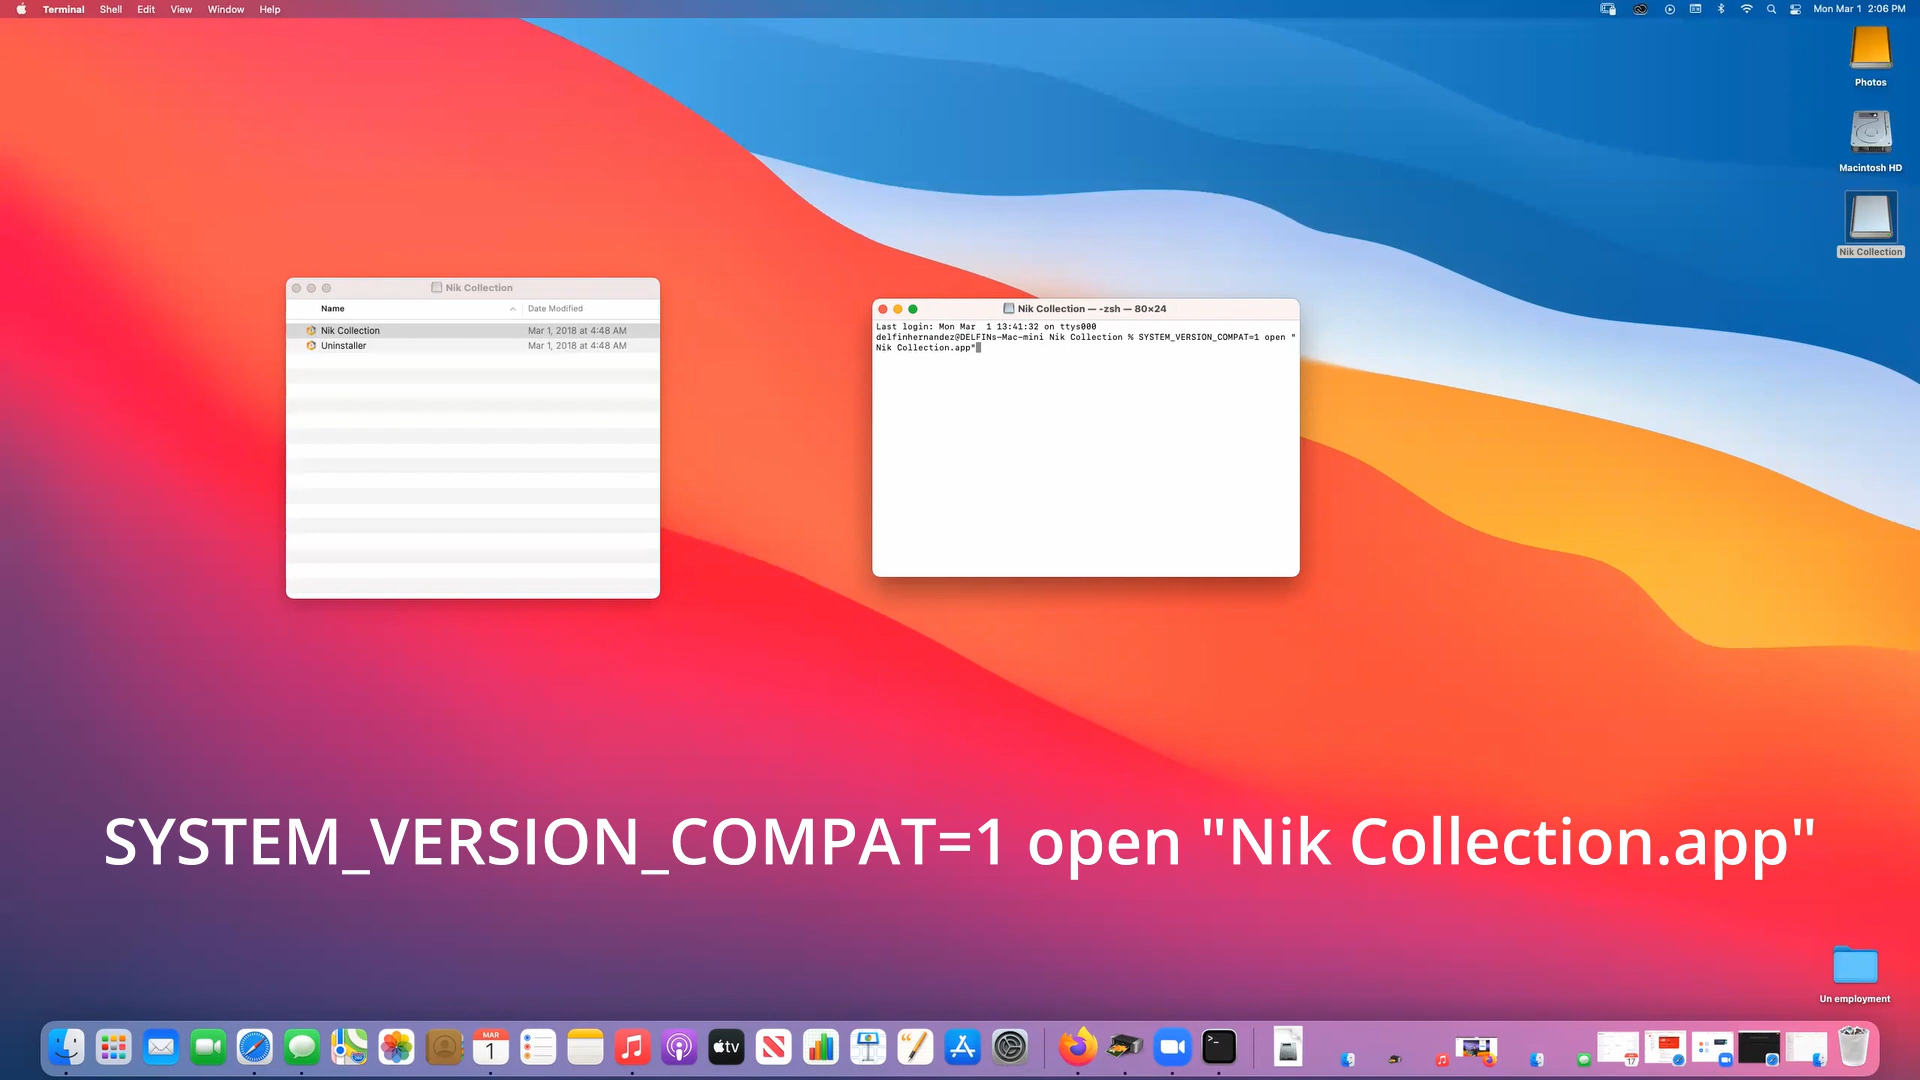 Terminal Shell Edit View Window Help
Mon Mar 1 2:06 PM
Photos
Macintosh HD
Nik Collection
Nik Collection
Name Date Modified
Nik Collection Mar 1, 2018 at 4:48 AM
Uninstaller Mar 1, 2018 at 4:48 AM
Nik Collection — -zsh — 80×24
Last login: Mon Mar  1 13:41:32 on ttys000
delfinhernandez@DELFINs-Mac-mini Nik Collection % SYSTEM_VERSION_COMPAT=1 open "
Nik Collection.app"
SYSTEM_VERSION_COMPAT=1 open "Nik Collection.app"
Un employment
MAR
1
tv
17